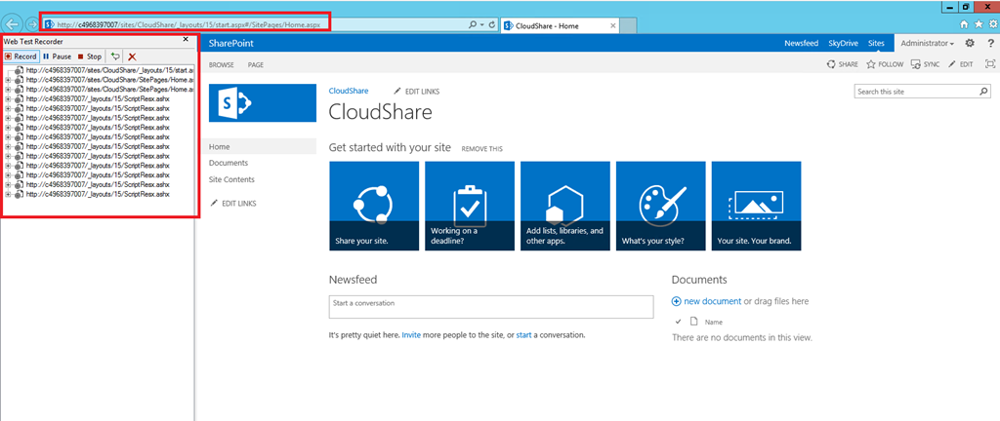 http://c4968397007/sites/CloudShare/_layouts/15/start.aspx#/SitePages/Home.aspx
CloudShare - Home
Web Test Recorder
Record Pause Stop
http://c4968397007/sites/CloudShare/_layouts/15/start.a
http://c4968397007/sites/CloudShare/SitePages/Home.a
http://c4968397007/sites/CloudShare/SitePages/Home.a
http://c4968397007/_layouts/15/ScriptResx.ashx
http://c4968397007/_layouts/15/ScriptResx.ashx
http://c4968397007/_layouts/15/ScriptResx.ashx
http://c4968397007/_layouts/15/ScriptResx.ashx
http://c4968397007/_layouts/15/ScriptResx.ashx
http://c4968397007/_layouts/15/ScriptResx.ashx
http://c4968397007/_layouts/15/ScriptResx.ashx
http://c4968397007/_layouts/15/ScriptResx.ashx
http://c4968397007/_layouts/15/ScriptResx.ashx
http://c4968397007/_layouts/15/ScriptResx.ashx
http://c4968397007/_layouts/15/ScriptResx.ashx
SharePoint
Newsfeed SkyDrive Sites Administrator ?
BROWSE PAGE
SHARE FOLLOW SYNC EDIT
S
CloudShare EDIT LINKS
CloudShare
Search this site
Home
Documents
Site Contents
EDIT LINKS
Get started with your site REMOVE THIS
Share your site.
Working on a
deadline?
Add lists, libraries, and
other apps.
What's your style?
Your site. Your brand.
Newsfeed
Start a conversation
It's pretty quiet here. Invite more people to the site, or start a conversation.
Documents
new document or drag files here
Name
There are no documents in this view.